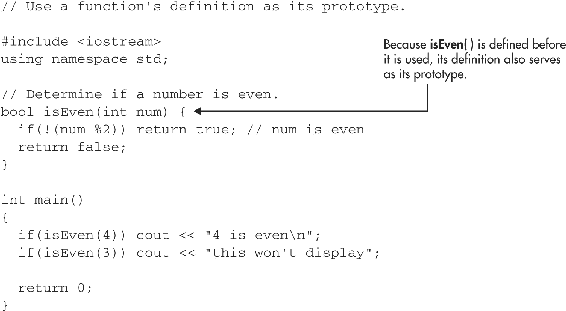 // Use a function's definition as its prototype.
#include <iostream>
using namespace std;
Because isEven( ) is defined before
it is used, its definition also serves
as its prototype.
// Determine if a number is even.
bool isEven(int num) {
if(!(num %2)) return true; // num is even
return false;
}
int main()
{
if(isEven(4)) cout << "4 is even\n";
if(isEven(3)) cout << "this won't display";
return 0;
}